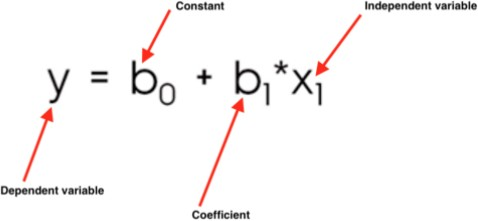 Constant
Independent variable
y = b₀ + b₁*x₁
Dependent variable
Coefficient